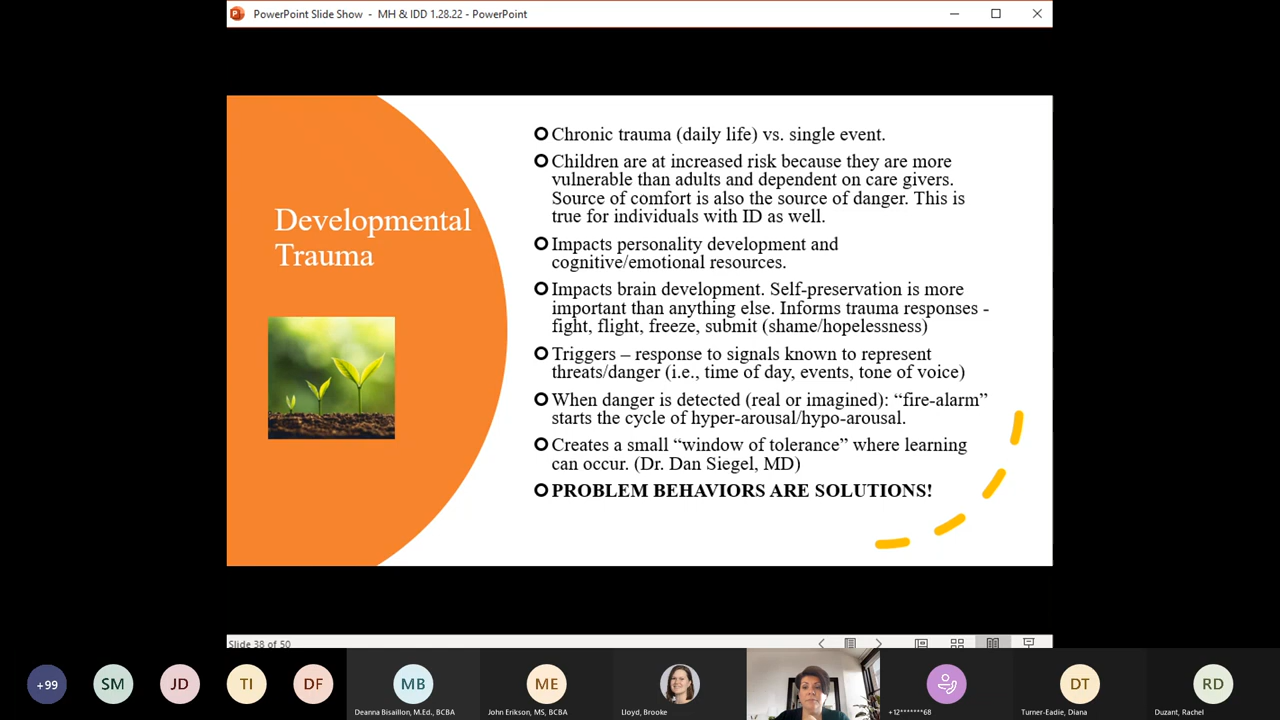 PowerPoint Slide Show - MH & IDD 1.28.22 - PowerPoint
Developmental
Trauma
Chronic trauma (daily life) vs. single event.
Children are at increased risk because they are more
vulnerable than adults and dependent on care givers.
Source of comfort is also the source of danger. This is
true for individuals with ID as well.
Impacts personality development and
cognitive/emotional resources.
Impacts brain development. Self-preservation is more
important than anything else. Informs trauma responses -
fight, flight, freeze, submit (shame/hopelessness)
Triggers – response to signals known to represent
threats/danger (i.e., time of day, events, tone of voice)
When danger is detected (real or imagined): “fire-alarm”
starts the cycle of hyper-arousal/hypo-arousal.
Creates a small “window of tolerance” where learning
can occur. (Dr. Dan Siegel, MD)
PROBLEM BEHAVIORS ARE SOLUTIONS!
Slide 38 of 50
+99
SM
JD
TI
DF
MB
ME
DT
RD
Deanna Bisaillon, M.Ed., BCBA
John Erikson, MS, BCBA
Lloyd, Brooke
+12*******68
Turner-Eadie, Diana
Duzant, Rachel